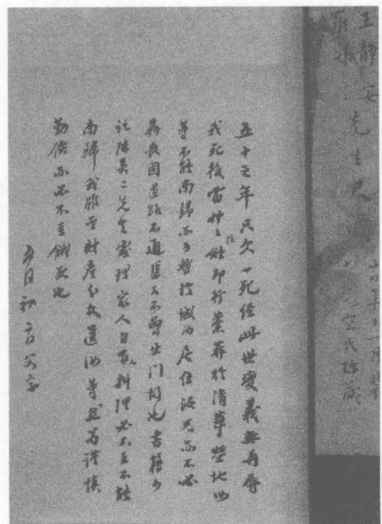 王靜安先生
五十之年只欠一死經此世變義無再辱
我死後當草草棺歛即行藁葬於清華塋地汝
等不能南歸亦可暫於城內居住汝兄亦不必
奔喪因道路不通渠又不曾出門故也書籍可
託陳吳二先生處理家人自有人料理必不至不能
南歸我雖無財產分文遺汝等然苟謹慎
勤儉亦必不至餓死也
五月初二日父字